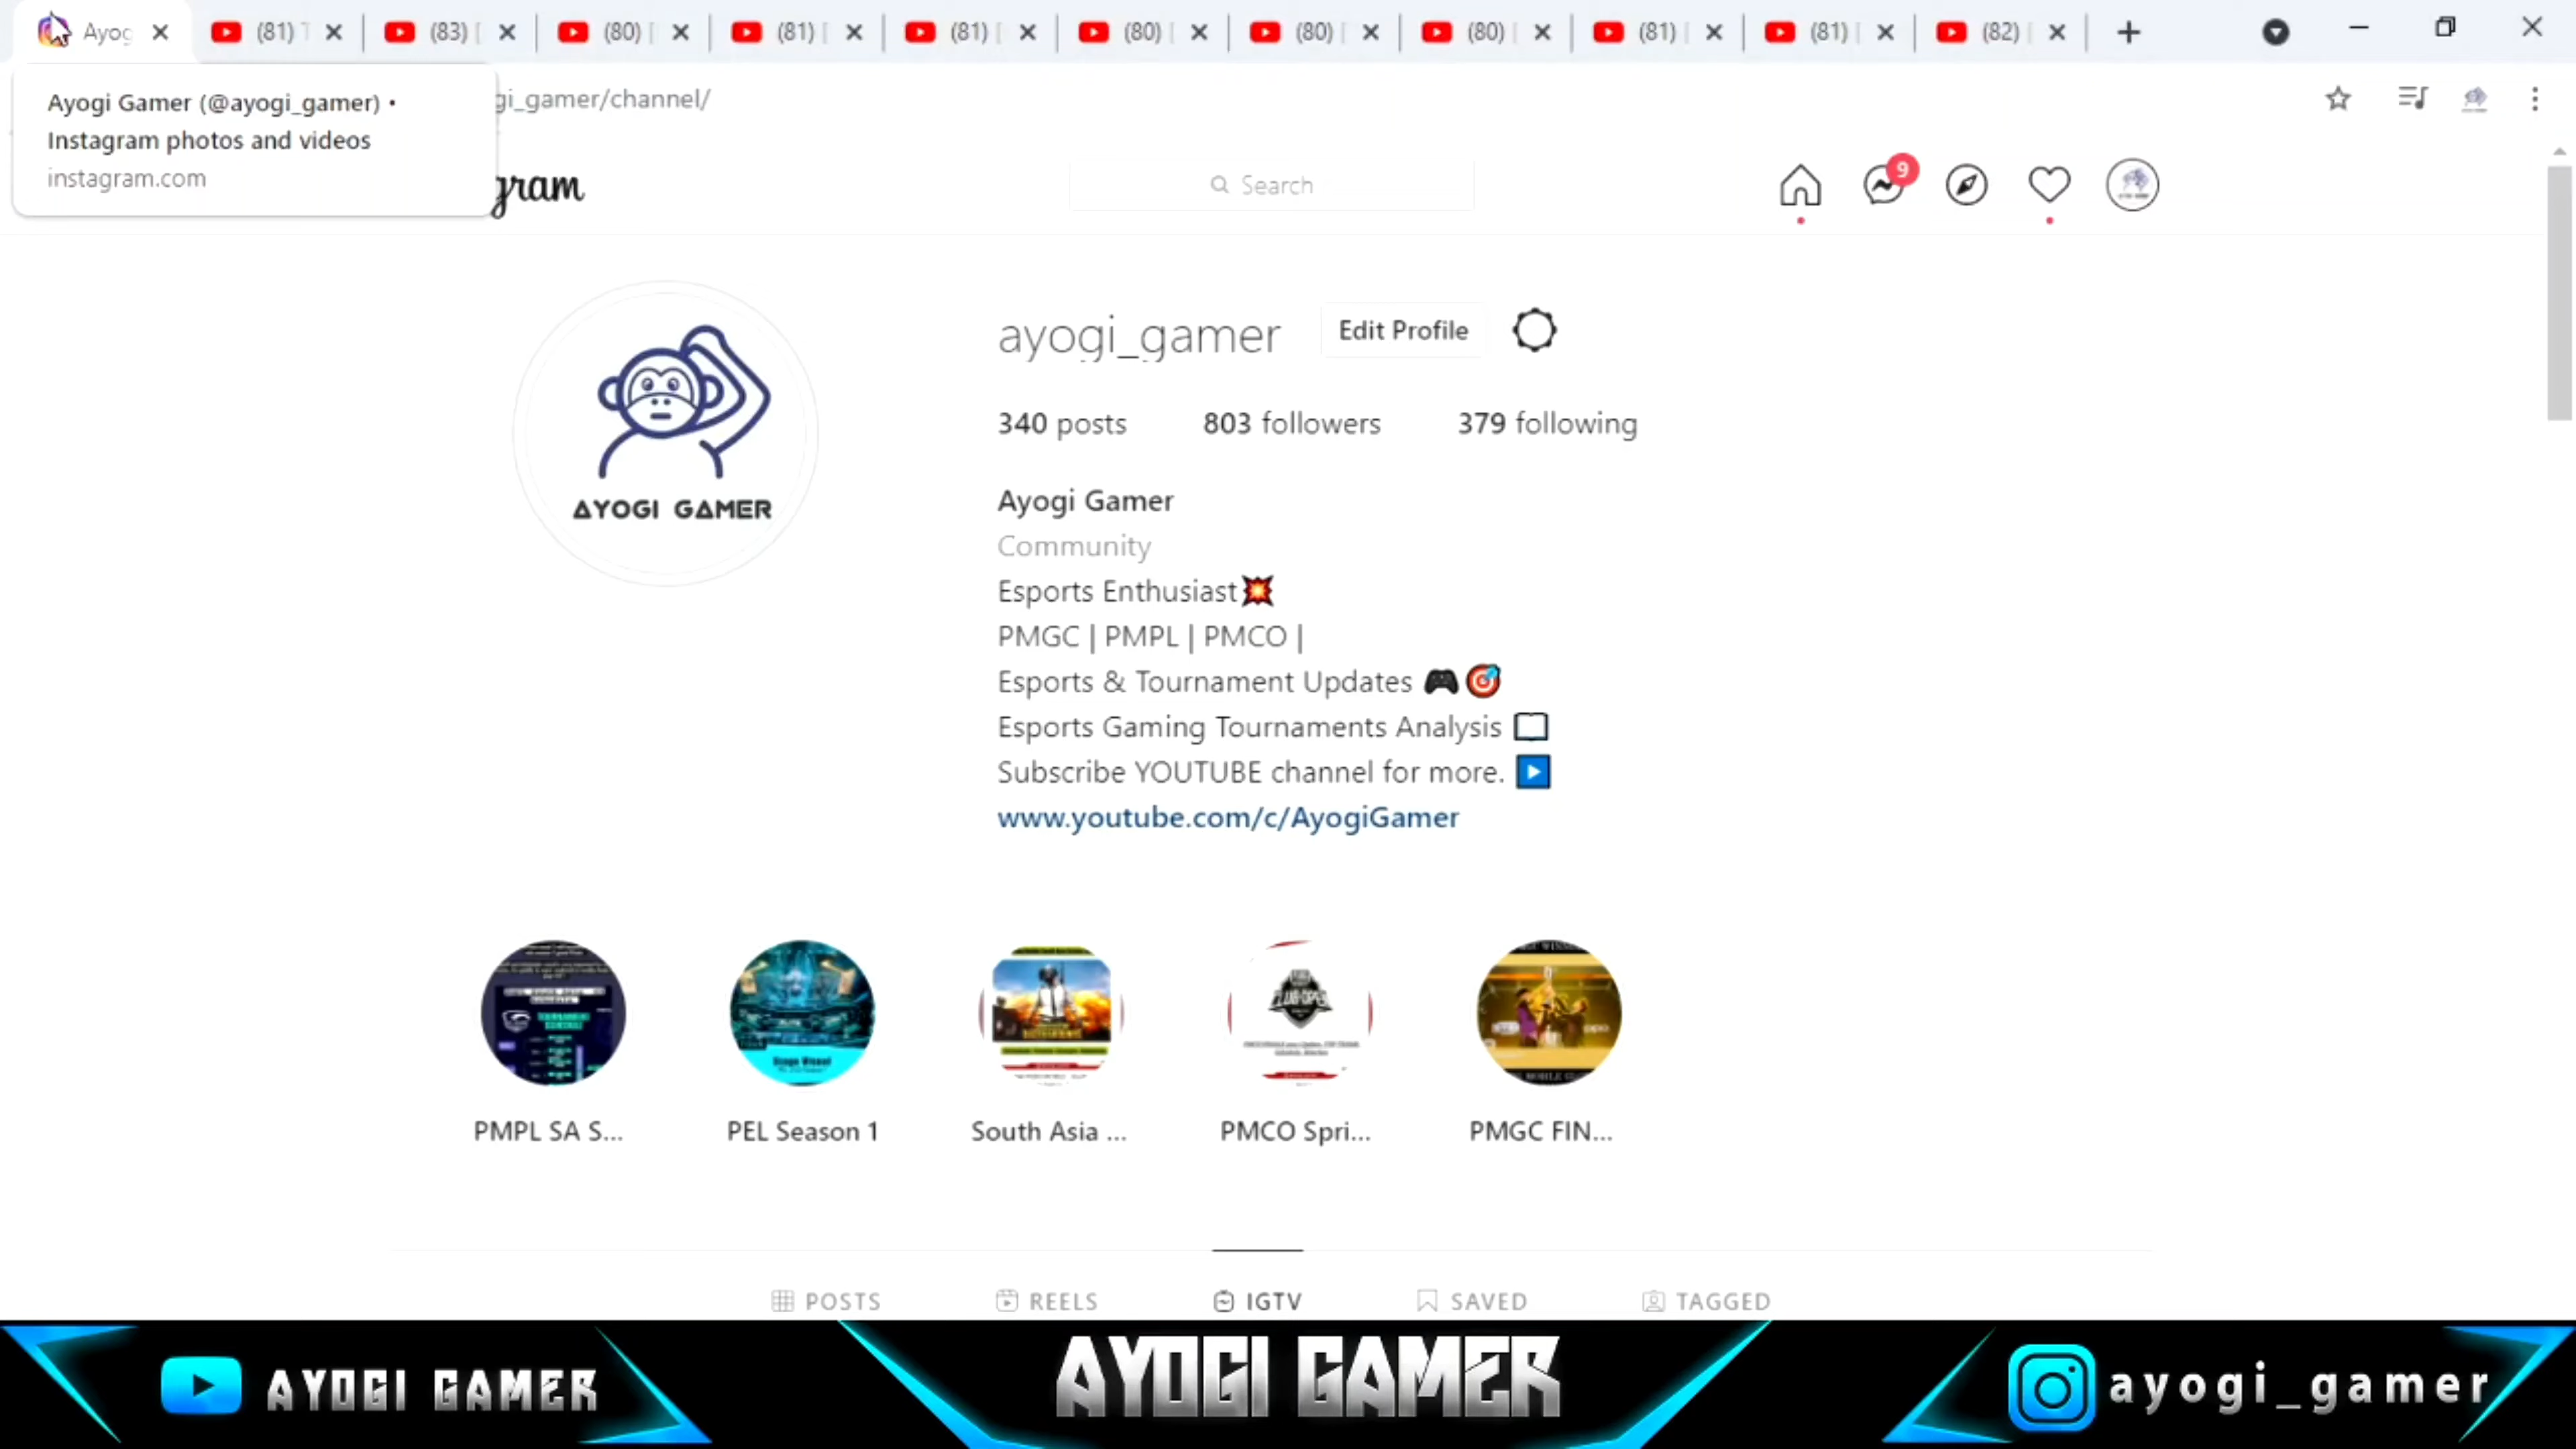 Ayog
(81) T
(83)
(80)
(81)
(81)
(80)
(80)
(80)
(81)
(81)
(82)
Ayogi Gamer (@ayogi_gamer) •
Instagram photos and videos
instagram.com
gi_gamer/channel/
gram
Search
9
ayogi_gamer
Edit Profile
340 posts 803 followers 379 following
AYOGI GAMER
Ayogi Gamer
Community
Esports Enthusiast💥
PMGC | PMPL | PMCO |
Esports & Tournament Updates 🎮🎯
Esports Gaming Tournaments Analysis 📖
Subscribe YOUTUBE channel for more. ▶️
www.youtube.com/c/AyogiGamer
PMPL SA S...
PEL Season 1
South Asia ...
PMCO Spri...
PMGC FIN...
POSTS
REELS
IGTV
SAVED
TAGGED
AYOGI GAMER
AYOGI GAMER
ayogi_gamer